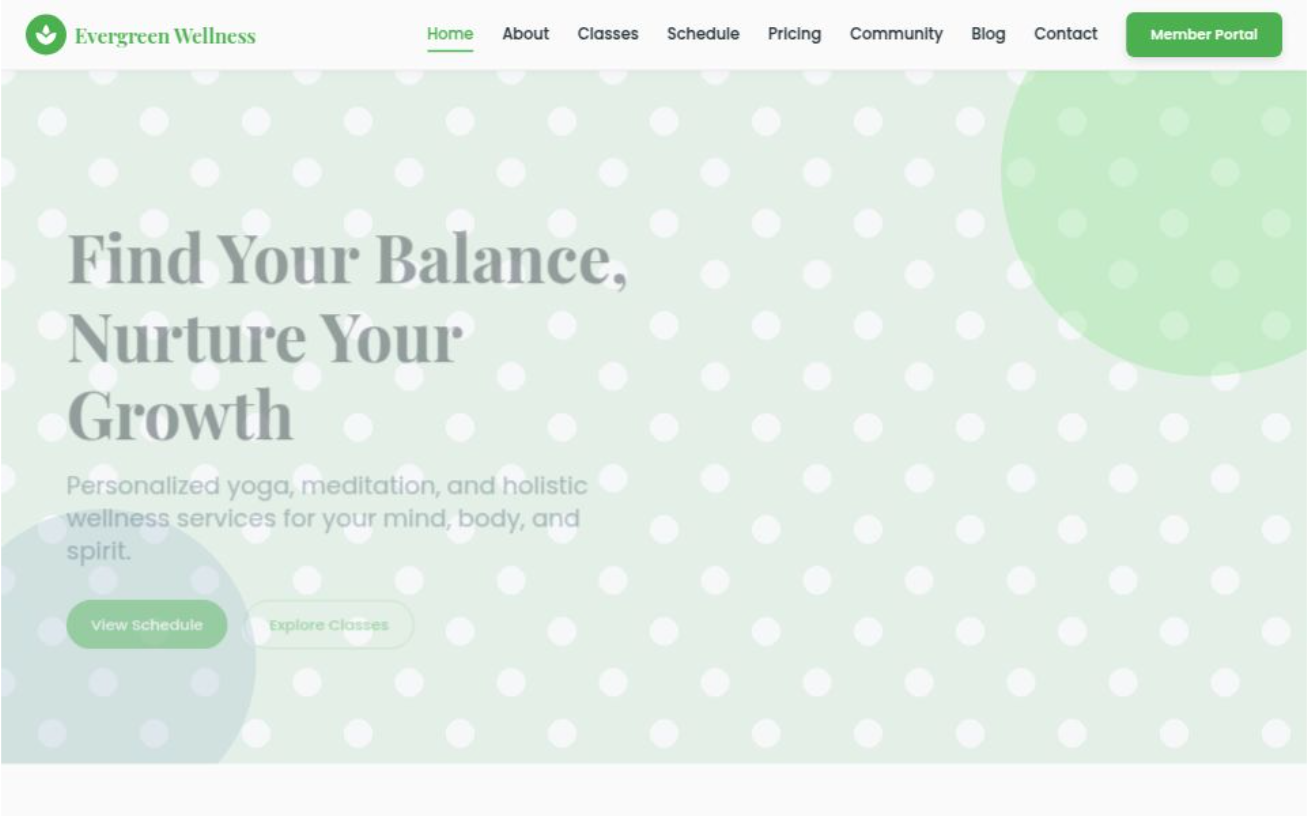 Evergreen Wellness
Home About Classes Schedule Pricing Community Blog Contact Member Portal
Find Your Balance,
Nurture Your
Growth
Personalized yoga, meditation, and holistic
wellness services for your mind, body, and
spirit.
View Schedule Explore Classes